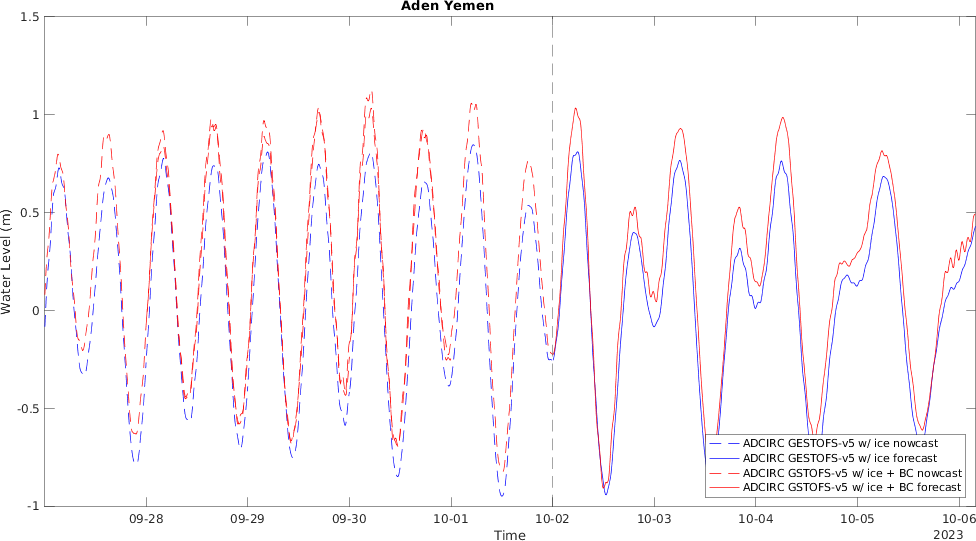 Aden Yemen
Water Level (m)
1.5
1
0.5
0
-0.5
-1
ADCIRC GESTOFS-v5 w/ ice nowcast
ADCIRC GESTOFS-v5 w/ ice forecast
ADCIRC GSTOFS-v5 w/ ice + BC nowcast
ADCIRC GSTOFS-v5 w/ ice + BC forecast
09-28 09-29 09-30 10-01 10-02 10-03 10-04 10-05 10-06
Time
2023